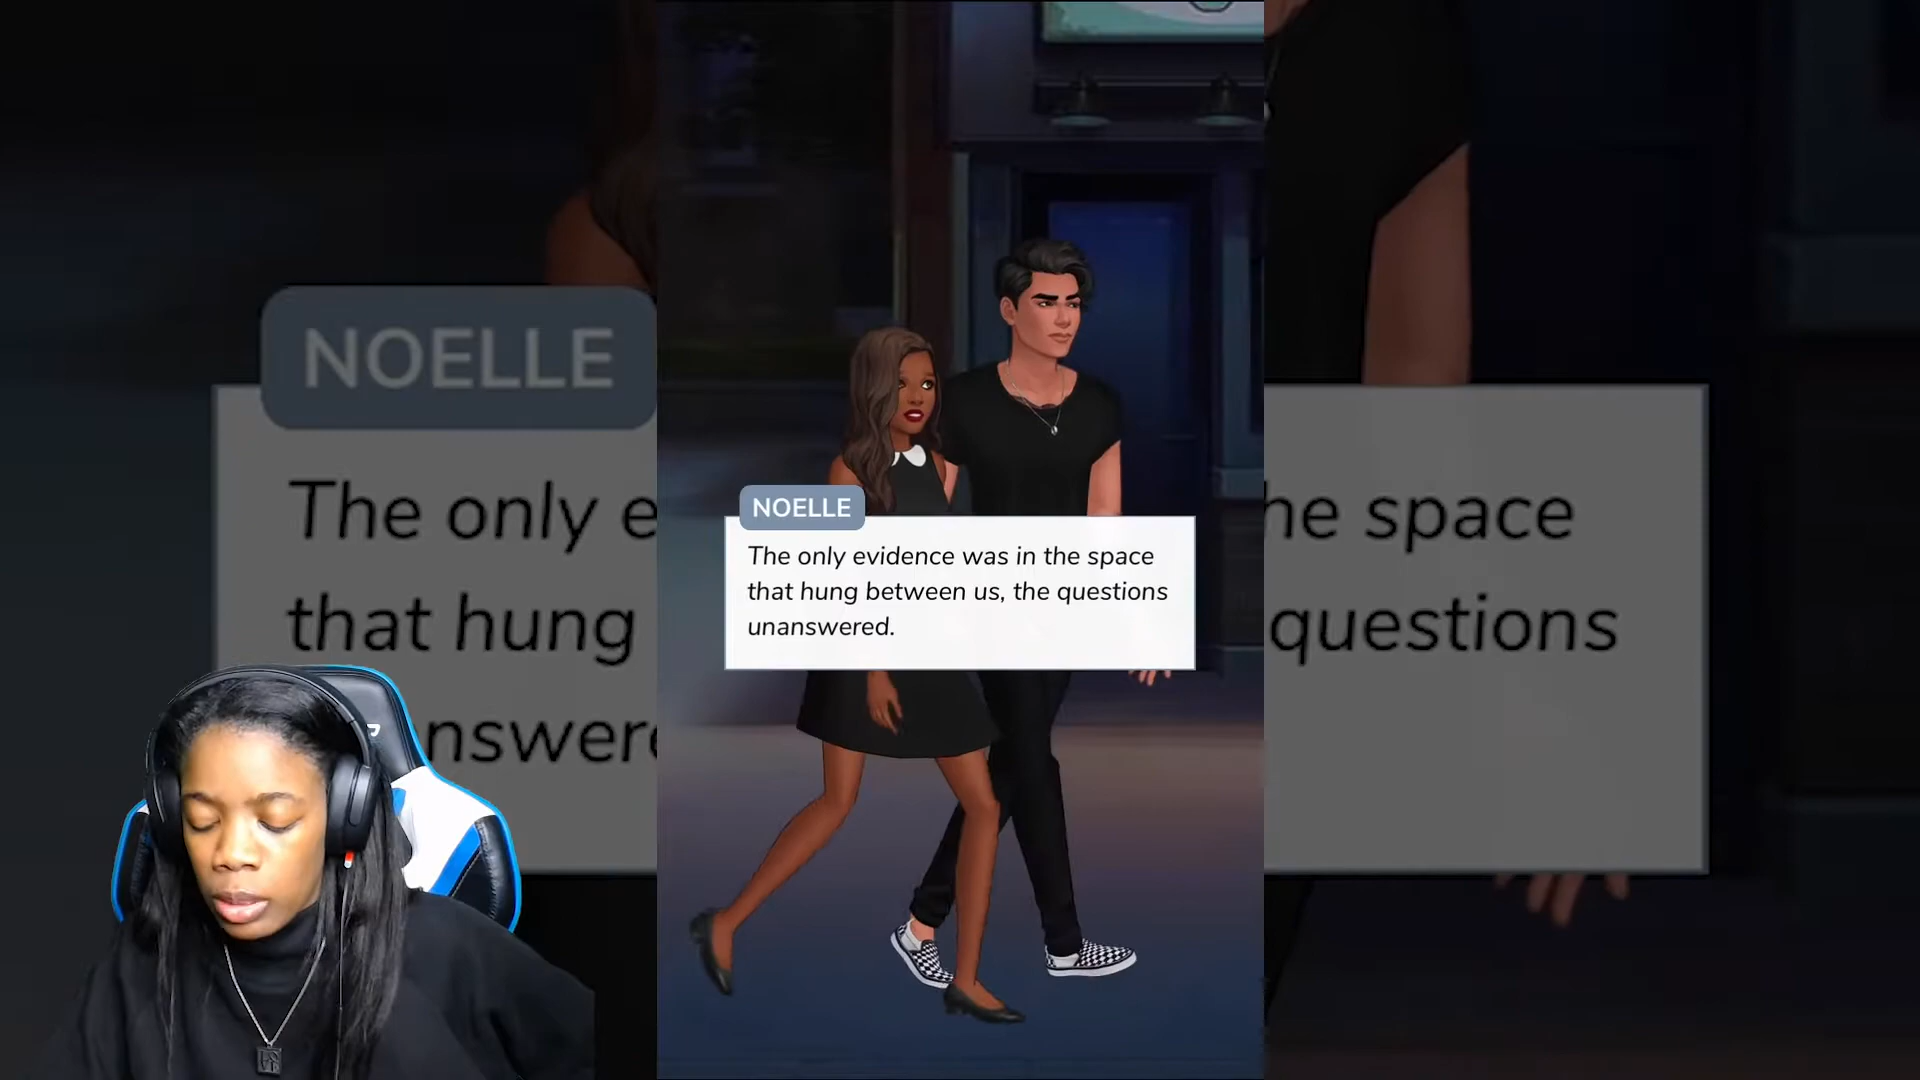 NOELLE
The only evidence was in the space
that hung between us, the questions
unanswered.
NOELLE
The only e
he space
that hung
questions
nswere